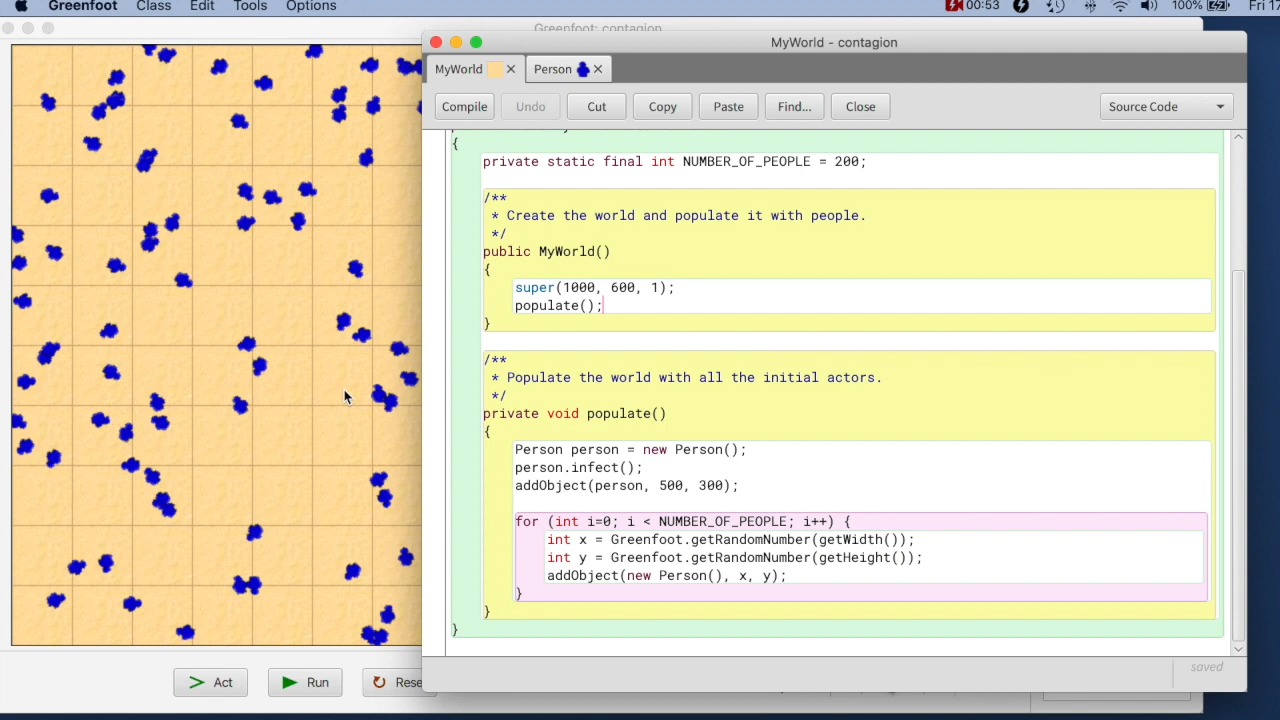 Greenfoot Class Edit Tools Options 00:53 100% Fri 17
Greenfoot: contagion
MyWorld - contagion
MyWorld Person
Compile Undo Cut Copy Paste Find... Close Source Code
{
private static final int NUMBER_OF_PEOPLE = 200;
/**
* Create the world and populate it with people.
*/
public MyWorld()
{
super(1000, 600, 1);
populate();
}
/**
* Populate the world with all the initial actors.
*/
private void populate()
{
Person person = new Person();
person.infect();
addObject(person, 500, 300);
for (int i=0; i < NUMBER_OF_PEOPLE; i++) {
int x = Greenfoot.getRandomNumber(getWidth());
int y = Greenfoot.getRandomNumber(getHeight());
addObject(new Person(), x, y);
}
}
}
saved
Act Run Rese